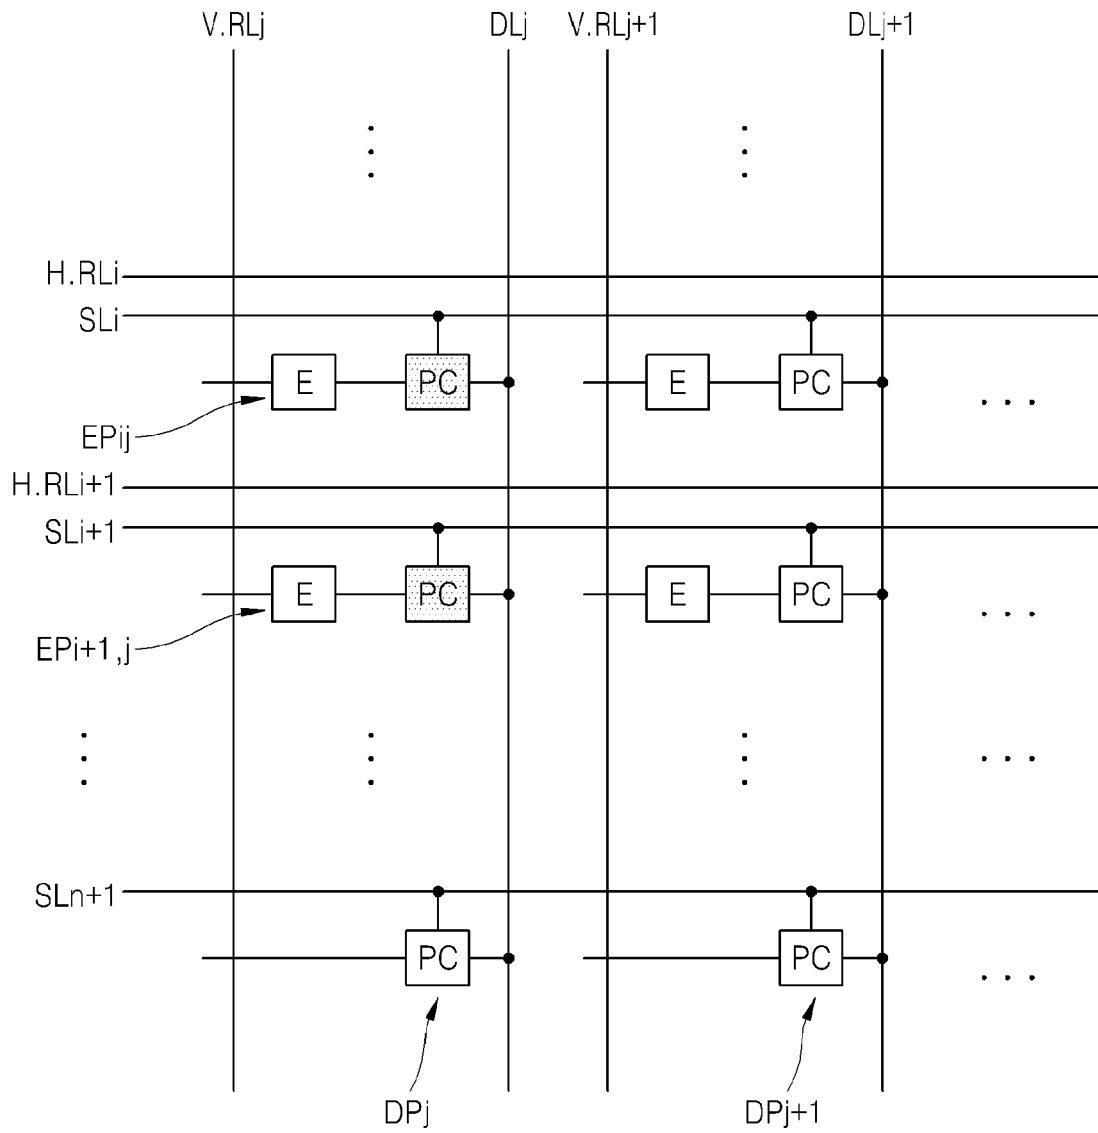 V.RLj DLj V.RLj+1 DLj+1
H.RLi
SLi
E PC E PC
EPij
H.RLi+1
SLi+1
E PC E PC
EPi+1,j
SLn+1
PC PC
DPj DPj+1